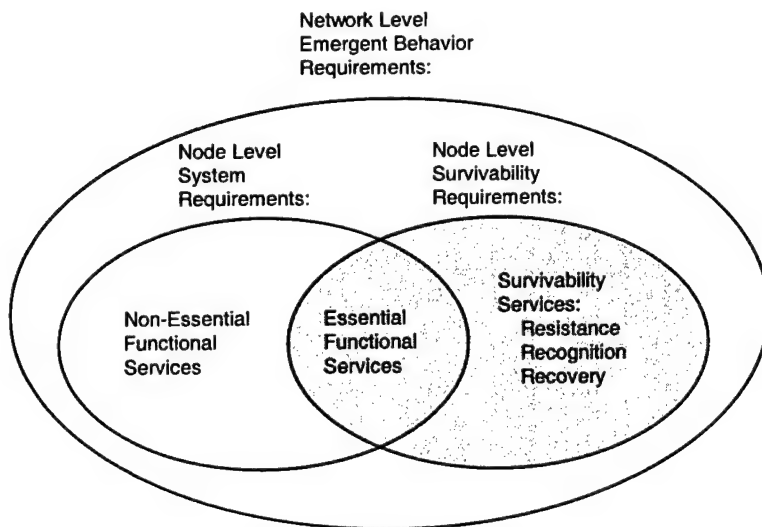 Network Level
Emergent Behavior
Requirements:
Node Level
System
Requirements:
Node Level
Survivability
Requirements:
Non-Essential
Functional
Services
Essential
Functional
Services
Survivability
Services:
Resistance
Recognition
Recovery